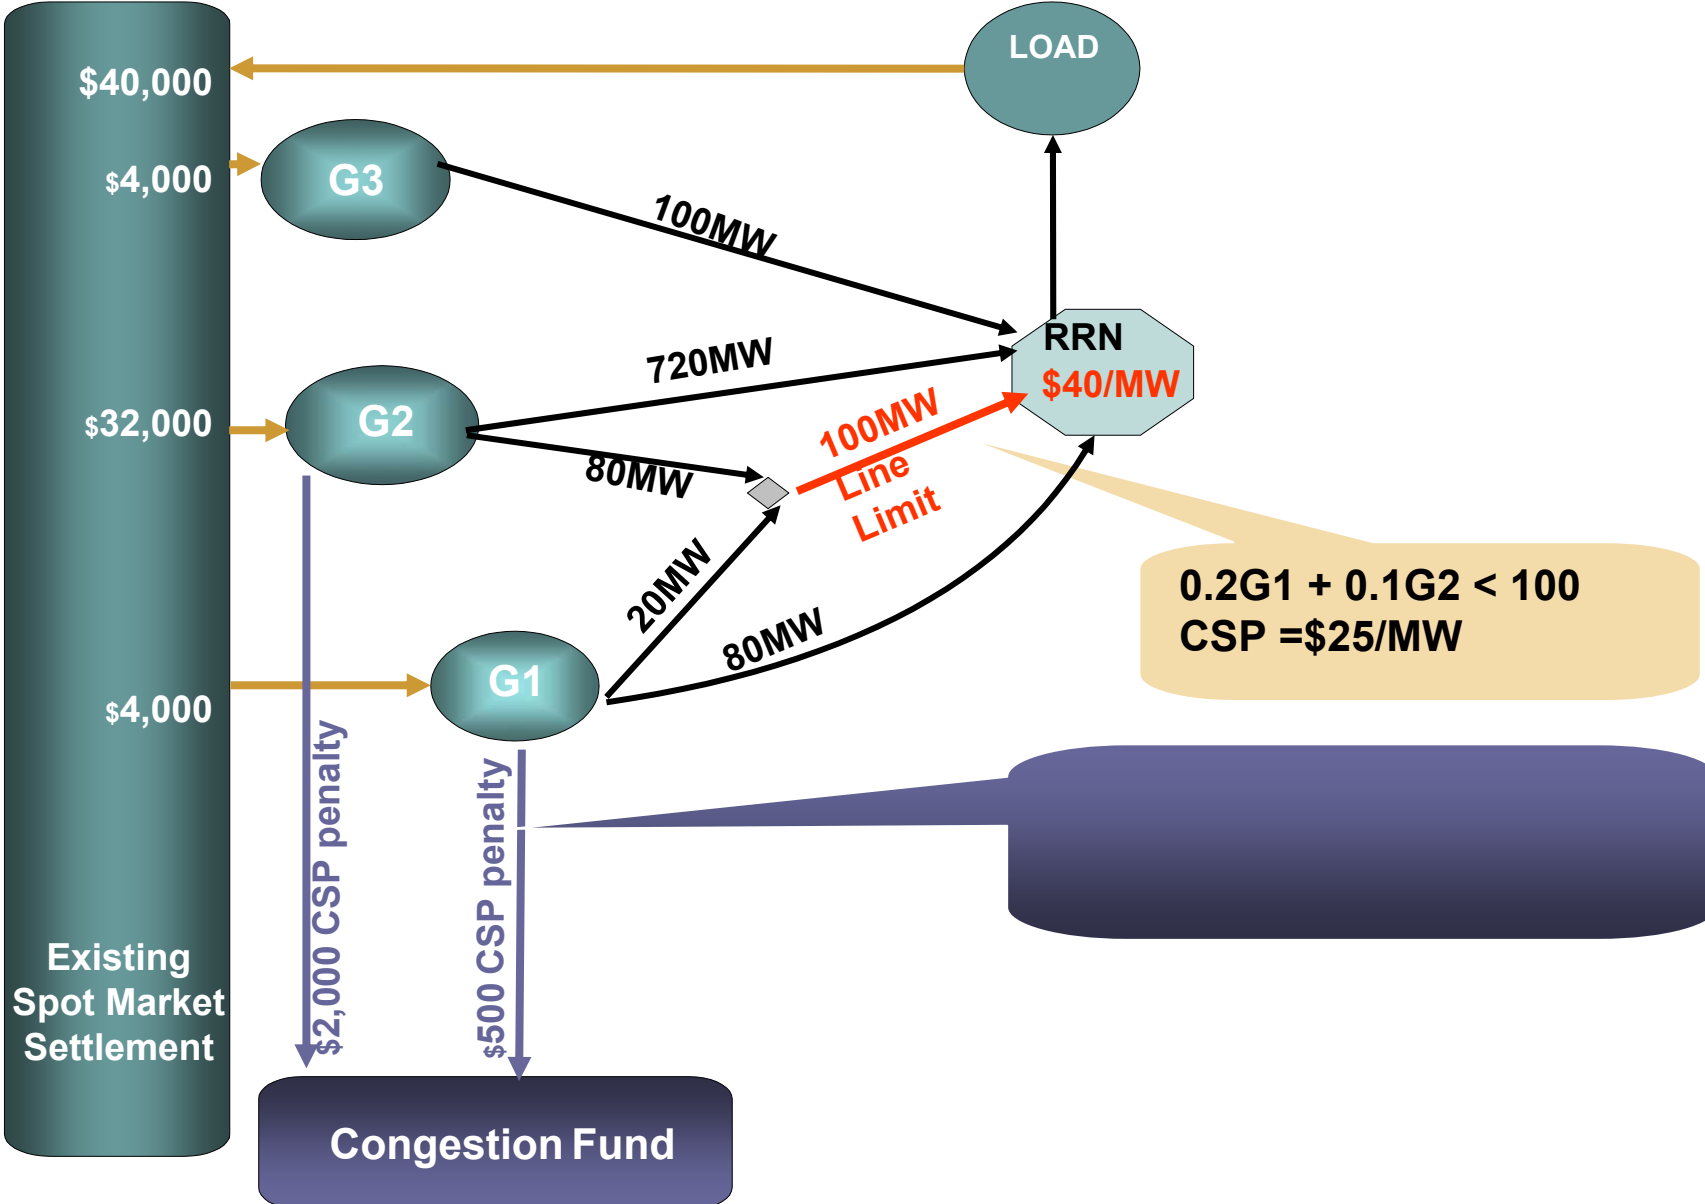 $40,000
LOAD
$4,000
G3
100MW
720MW
RRN
$40/MW
$32,000
G2
80MW
100MW
Line
Limit
0.2G1 + 0.1G2 < 100
CSP =$25/MW
20MW
80MW
$4,000
G1
$2,000 CSP penalty
$500 CSP penalty
Existing
Spot Market
Settlement
Congestion Fund